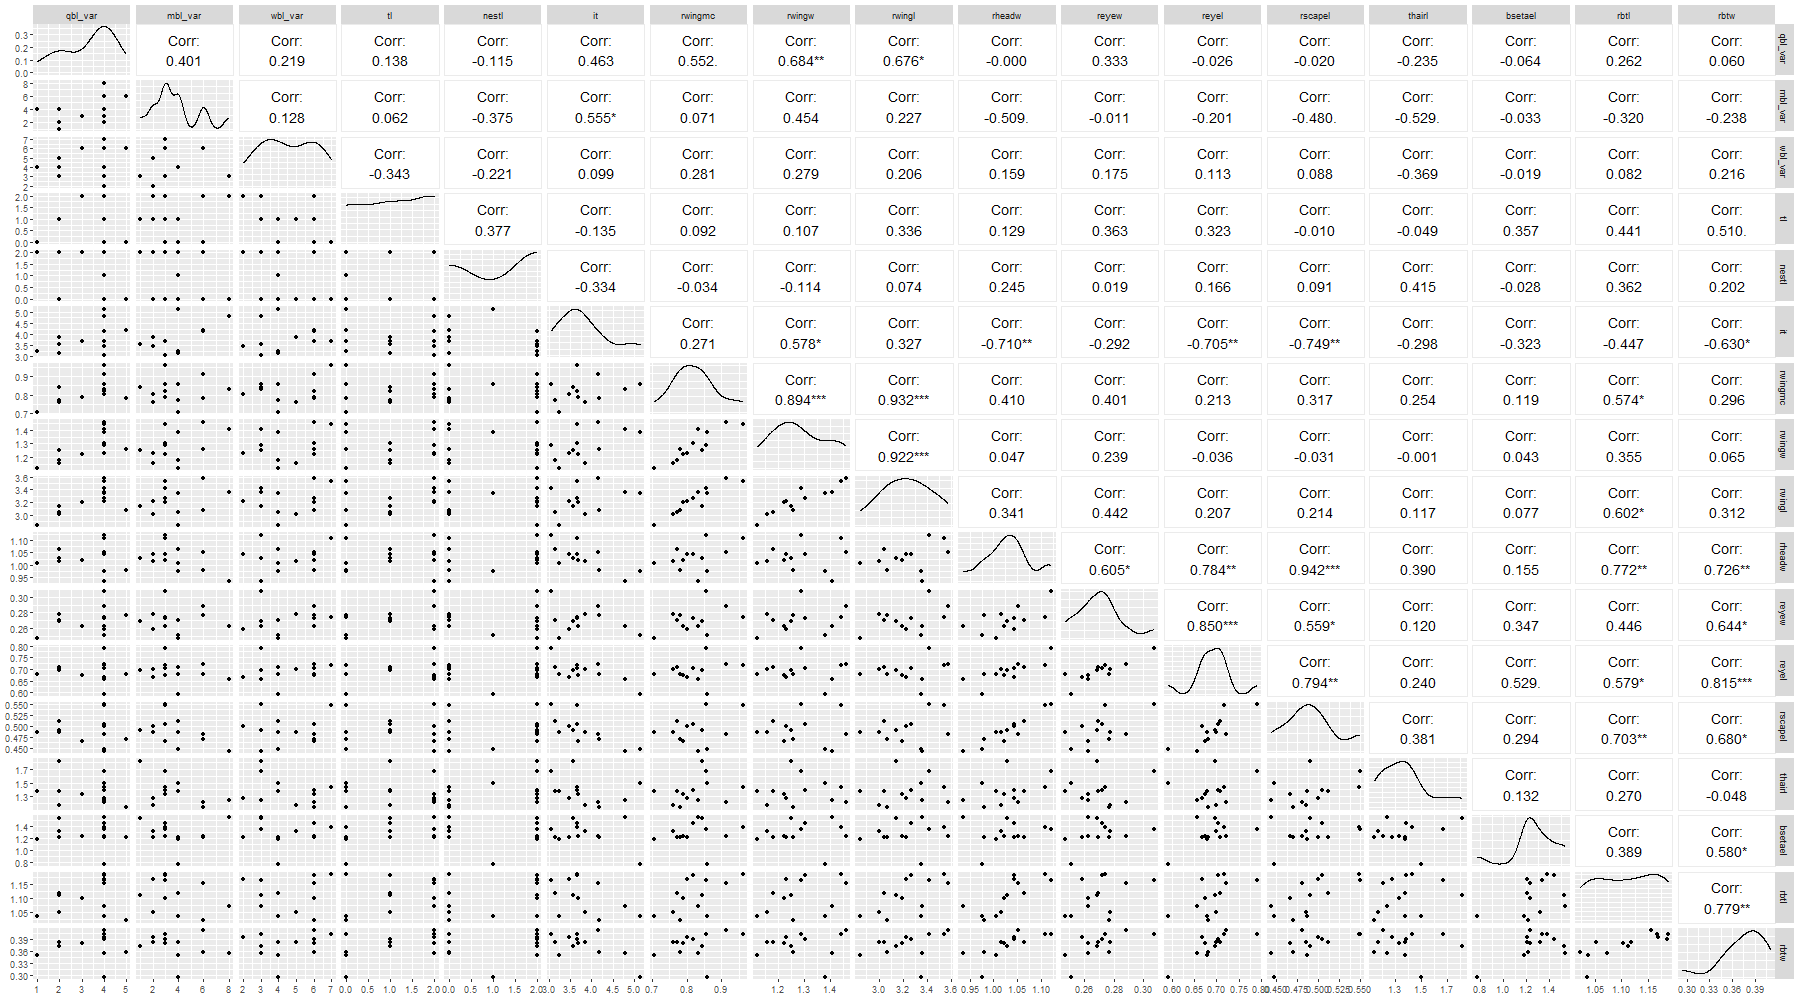 qbl_var mbl_var wbl_var tl nestl it rwingmc rwingw rwingl rheadw reyew reyel rscapel thairl bsetael rbtl rbtw
0.3
0.2
0.1
0.0
Corr: Corr: Corr: Corr: Corr: Corr: Corr: Corr: Corr: Corr: Corr: Corr: Corr: Corr: Corr: Corr:
0.401 0.219 0.138 -0.115 0.463 0.552. 0.684** 0.676* -0.000 0.333 -0.026 -0.020 -0.235 -0.064 0.262 0.060
qbl_var
8
6
4
2
Corr: Corr: Corr: Corr: Corr: Corr: Corr: Corr: Corr: Corr: Corr: Corr: Corr: Corr: Corr:
0.128 0.062 -0.375 0.555* 0.071 0.454 0.227 -0.509. -0.011 -0.201 -0.480. -0.529. -0.033 -0.320 -0.238
mbl_var
7
6
5
4
3
2
Corr: Corr: Corr: Corr: Corr: Corr: Corr: Corr: Corr: Corr: Corr: Corr: Corr: Corr:
-0.343 -0.221 0.099 0.281 0.279 0.206 0.159 0.175 0.113 0.088 -0.369 -0.019 0.082 0.216
wbl_var
2.0
1.5
1.0
0.5
0.0
Corr: Corr: Corr: Corr: Corr: Corr: Corr: Corr: Corr: Corr: Corr: Corr: Corr:
0.377 -0.135 0.092 0.107 0.336 0.129 0.363 0.323 -0.010 -0.049 0.357 0.441 0.510.
tl
2.0
1.5
1.0
0.5
0.0
Corr: Corr: Corr: Corr: Corr: Corr: Corr: Corr: Corr: Corr: Corr: Corr:
-0.334 -0.034 -0.114 0.074 0.245 0.019 0.166 0.091 0.415 -0.028 0.362 0.202
nestl
5.0
4.5
4.0
3.5
3.0
Corr: Corr: Corr: Corr: Corr: Corr: Corr: Corr: Corr: Corr: Corr:
0.271 0.578* 0.327 -0.710** -0.292 -0.705** -0.749** -0.298 -0.323 -0.447 -0.630*
it
0.9
0.8
0.7
Corr: Corr: Corr: Corr: Corr: Corr: Corr: Corr: Corr: Corr:
0.894*** 0.932*** 0.410 0.401 0.213 0.317 0.254 0.119 0.574* 0.296
rwingmc
1.4
1.3
1.2
Corr: Corr: Corr: Corr: Corr: Corr: Corr: Corr: Corr:
0.922*** 0.047 0.239 -0.036 -0.031 -0.001 0.043 0.355 0.065
rwingw
3.6
3.4
3.2
3.0
Corr: Corr: Corr: Corr: Corr: Corr: Corr: Corr:
0.341 0.442 0.207 0.214 0.117 0.077 0.602* 0.312
rwingl
1.10
1.05
1.00
0.95
Corr: Corr: Corr: Corr: Corr: Corr: Corr:
0.605* 0.784** 0.942*** 0.390 0.155 0.772** 0.726**
rheadw
0.30
0.28
0.26
Corr: Corr: Corr: Corr: Corr: Corr:
0.850*** 0.559* 0.120 0.347 0.446 0.644*
reyew
0.80
0.75
0.70
0.65
0.60
Corr: Corr: Corr: Corr: Corr:
0.794** 0.240 0.529. 0.579* 0.815***
reyel
0.550
0.525
0.500
0.475
0.450
Corr: Corr: Corr: Corr:
0.381 0.294 0.703** 0.680*
rscapel
1.7
1.5
1.3
Corr: Corr: Corr:
0.132 0.270 -0.048
thairl
1.4
1.2
1.0
0.8
Corr: Corr:
0.389 0.580*
bsetael
1.15
1.10
1.05
Corr:
0.779**
rbtl
0.39
0.36
0.33
0.30
rbtw
1 2 3 4 5 2 4 6 8 2 3 4 5 6 7 0.0 0.5 1.0 1.5 2.0 0.0 0.5 1.0 1.5 2.0 3.0 3.5 4.0 4.5 5.0 0.7 0.8 0.9 1.2 1.3 1.4 3.0 3.2 3.4 3.6 0.95 1.00 1.05 1.10 0.26 0.28 0.30 0.60 0.65 0.70 0.75 0.80 0.450 0.475 0.500 0.525 0.550 1.3 1.5 1.7 0.8 1.0 1.2 1.4 1.05 1.10 1.15 0.30 0.33 0.36 0.39